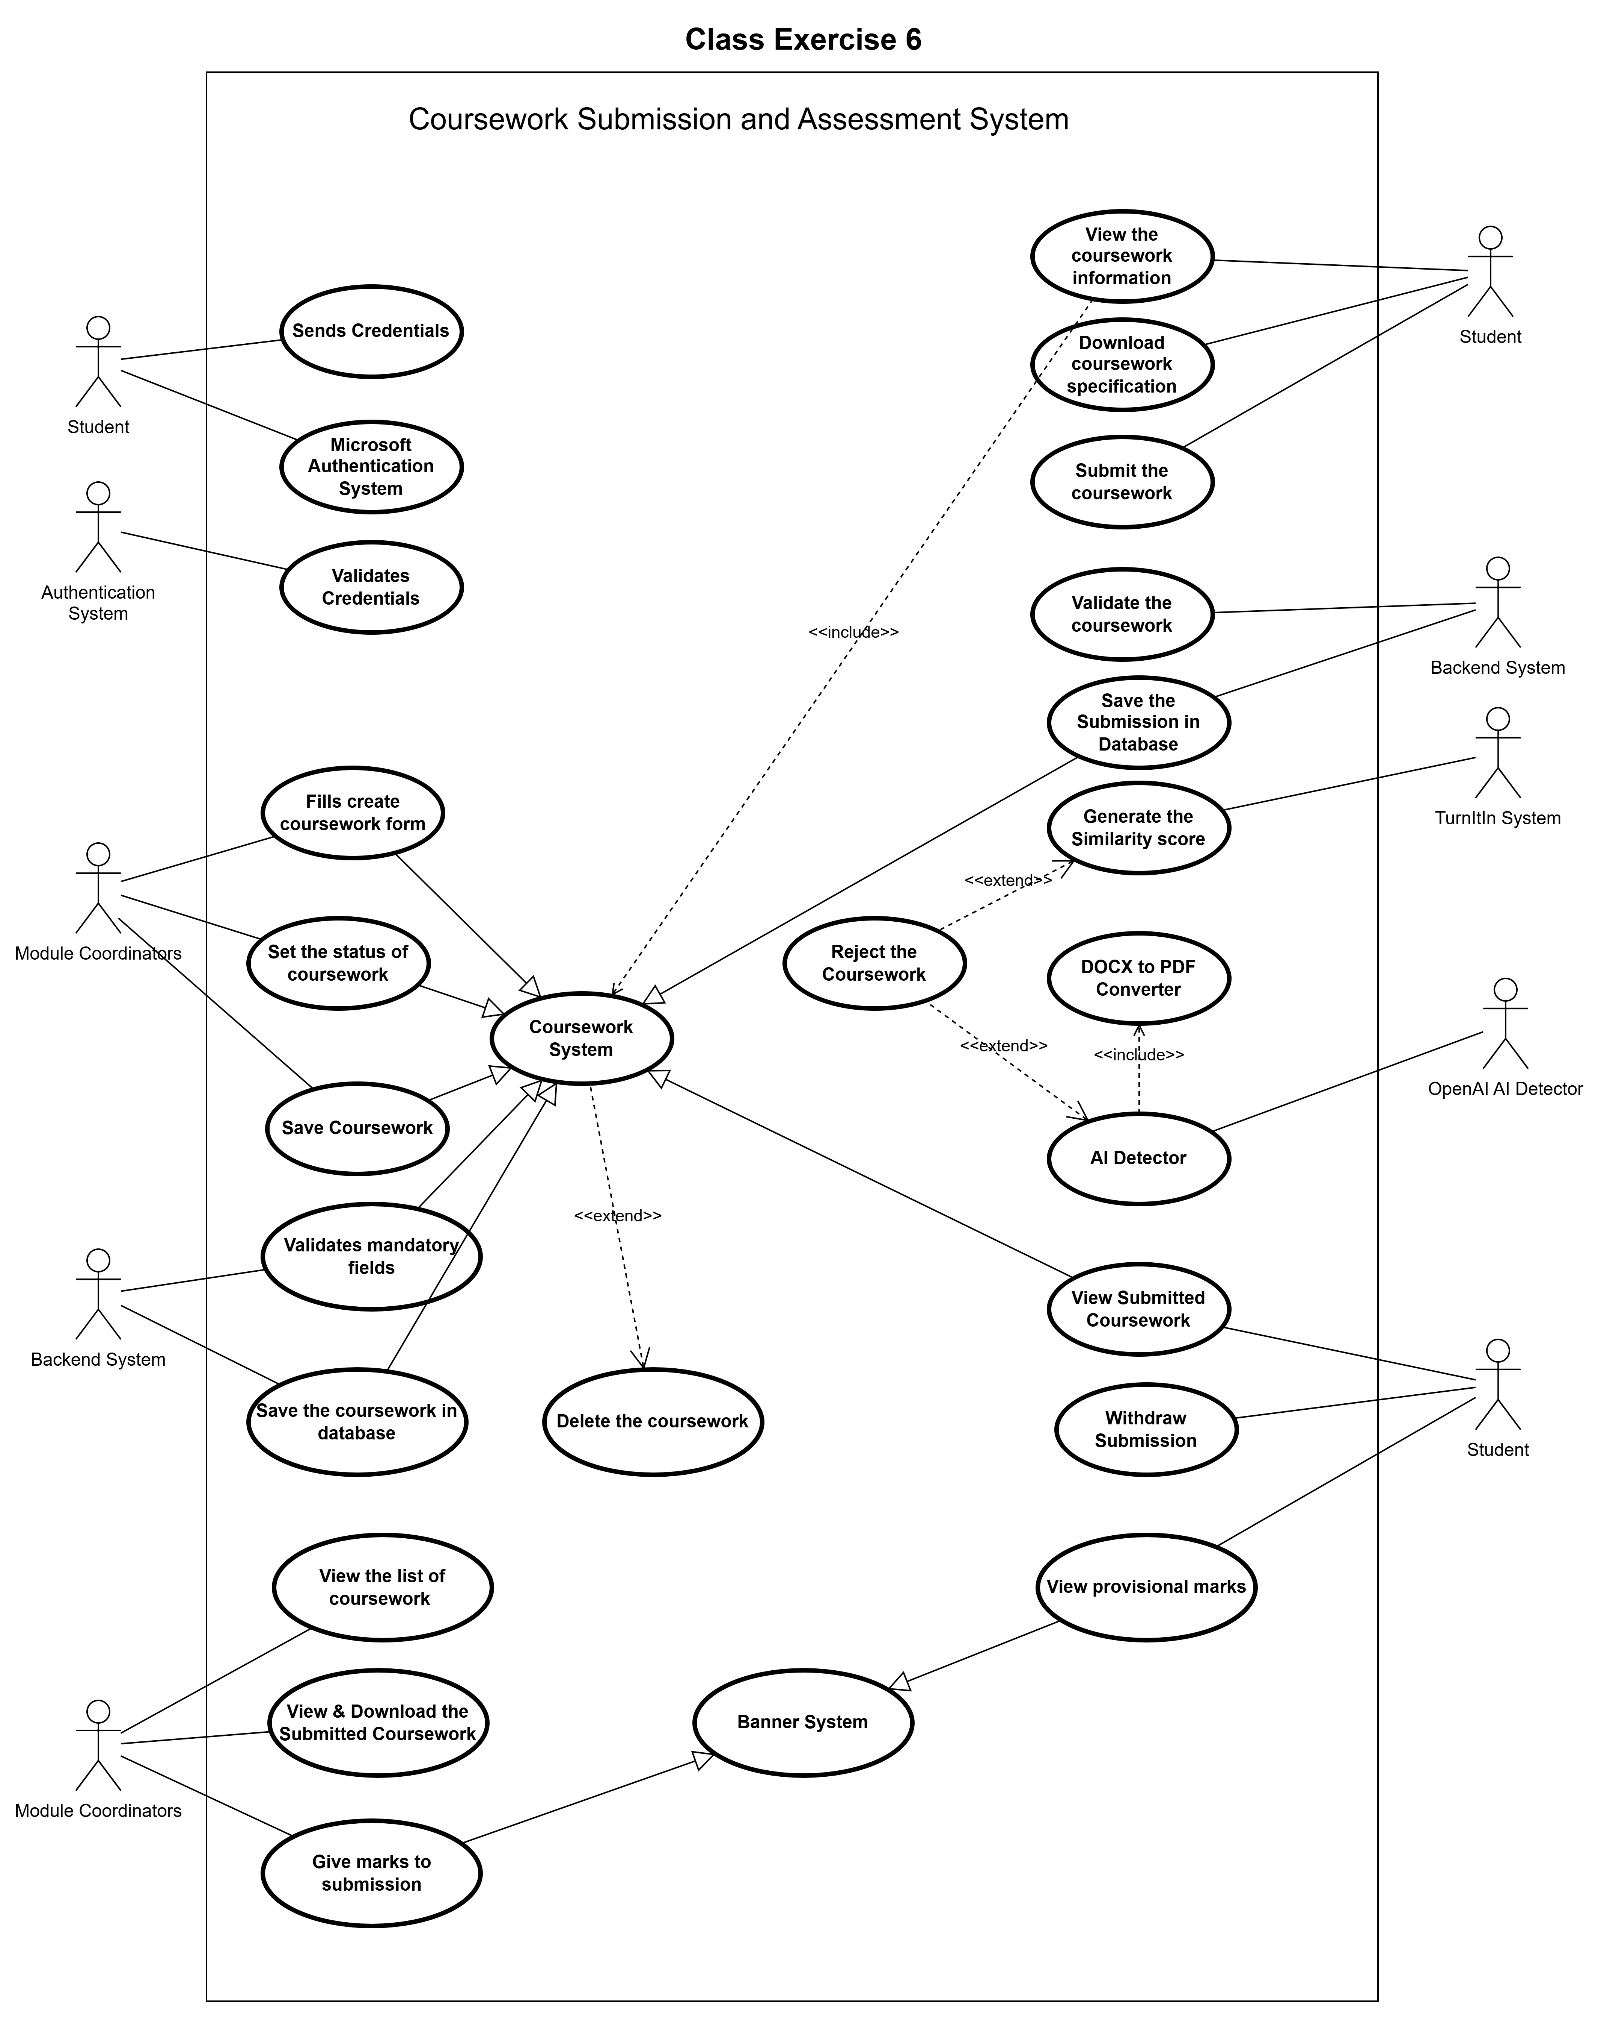 Class Exercise 6
Coursework Submission and Assessment System
Sends Credentials
Student
Microsoft
Authentication
System
Authentication
System
Validates
Credentials
View the
coursework
information
Student
Download
coursework
specification
Submit the
coursework
<<include>>
Validate the
coursework
Backend System
Save the
Submission in
Database
Generate the
Similarity score
TurnItIn System
<<extend>>
Fills create
coursework form
Module Coordinators
Set the status of
coursework
Coursework
System
Reject the
Coursework
DOCX to PDF
Converter
<<extend>>
<<include>>
OpenAI AI Detector
AI Detector
Save Coursework
<<extend>>
Validates mandatory
fields
Backend System
Save the coursework in
database
Delete the coursework
View Submitted
Coursework
Withdraw
Submission
Student
View the list of
coursework
View provisional marks
View & Download the
Submitted Coursework
Module Coordinators
Banner System
Give marks to
submission